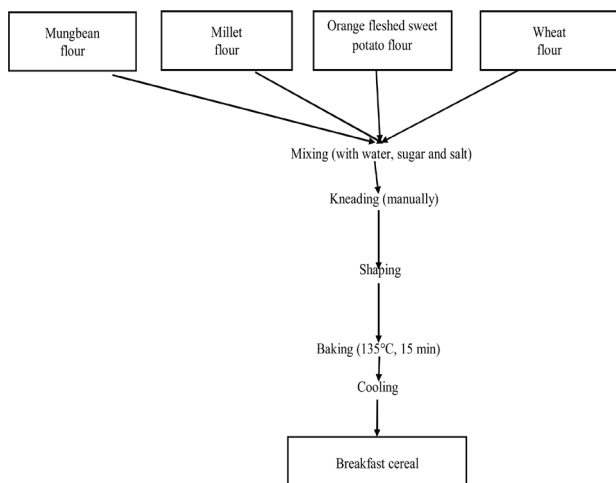 Mungbean
flour
Millet
flour
Orange fleshed sweet
potato flour
Wheat
flour
Mixing (with water, sugar and salt)
Kneading (manually)
Shaping
Baking (135°C, 15 min)
Cooling
Breakfast cereal